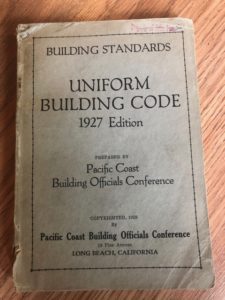 BUILDING STANDARDS
UNIFORM
BUILDING CODE
1927 Edition
PREPARED BY
Pacific Coast
Building Officials Conference
COPYRIGHTED, 1928
By
Pacific Coast Building Officials Conference
LONG BEACH, CALIFORNIA